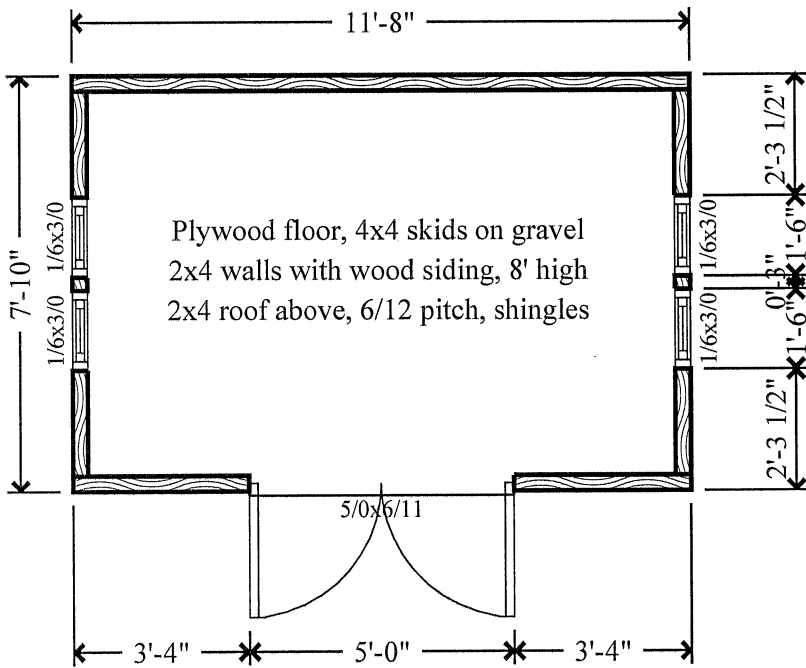 11'-8"
2'-3 1/2"
1/6x3/0
1/6x3/0
1'-6"
Plywood floor, 4x4 skids on gravel
2x4 walls with wood siding, 8' high
2x4 roof above, 6/12 pitch, shingles
7'-10"
0'-3"
1/6x3/0
1/6x3/0
1'-6"
2'-3 1/2"
5/0x6/11
3'-4"
5'-0"
3'-4"